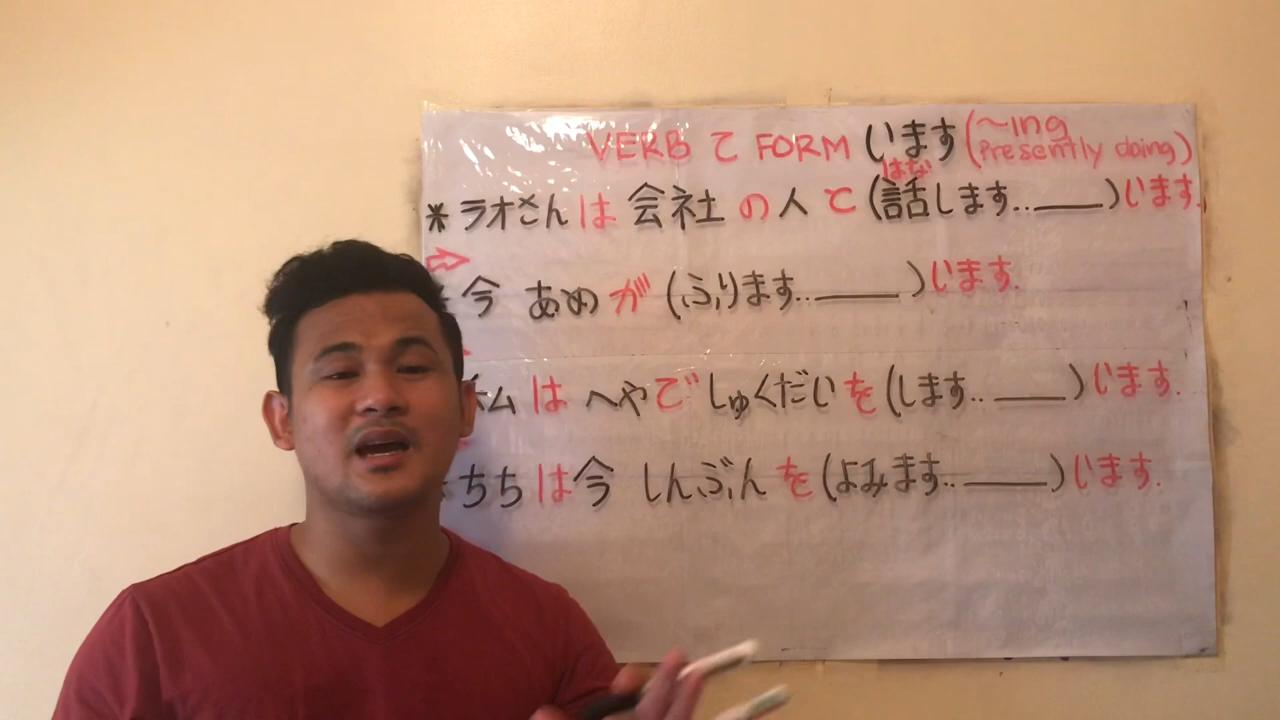 VERB て FORM います (~ing
Presently doing)
はな
* ラオさん は 会社 の 人 と (話します..____) います.
⇒
今 あめ が (ふります..____) います.
ム は へや で しゅくだい を (します..____) います.
ちち は 今 しんぶん を (よみます..____) います.